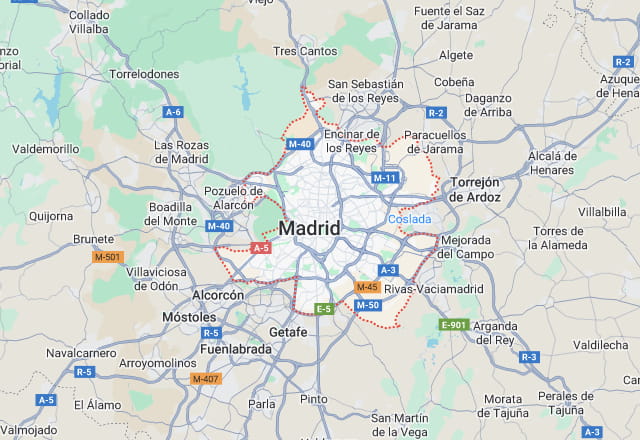 Viejo
Fuente el Saz
de Jarama
Collado
Villalba
Tres Cantos
Algete
R-2
Torrelodones
San Sebastián
de los Reyes
Cobeña
Azuque
de Henar
Daganzo
de Arriba
A-6
R-2
Encinar de
los Reyes
Paracuellos
de Jarama
M-40
Las Rozas
de Madrid
Valdemorillo
Alcalá de
Henares
M-11
Pozuelo de
Alarcón
Torrejón
de Ardoz
Boadilla
del Monte
Quijorna
M-40
Coslada
Villalbilla
Madrid
Brunete
A-5
Mejorada
del Campo
Torres de
la Alameda
M-501
Villaviciosa
de Odón
A-3
M-45
Rivas-Vaciamadrid
Alcorcón
M-50
E-5
Móstoles
E-901
Arganda
del Rey
R-5
Getafe
Valdilecha
Fuenlabrada
Navalcarnero
Arroyomolinos
R-3
R-5
M-407
A-5
El Álamo
Parla
Pinto
Morata
de Tajuña
Perales de
Tajuña
San Martín
de la Vega
Valmojado
A-3